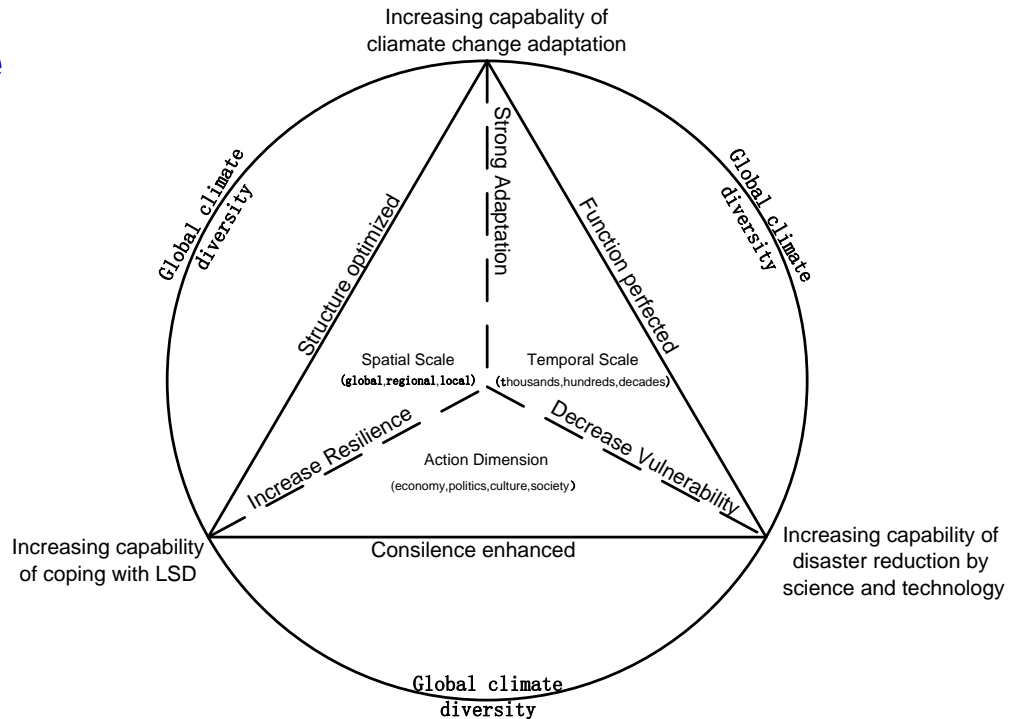 Increasing capabality of
cliamate change adaptation
Global climate
diversity
Global climate
diversity
Strong Adaptation
Structure optimized
Function perfected
Spatial Scale
(global,regional,local)
Temporal Scale
(thousands,hundreds,decades)
Increase Resilience
Decrease Vulnerability
Action Dimension
(economy,politics,culture,society)
Increasing capability
of coping with LSD
Consilence enhanced
Increasing capability of
disaster reduction by
science and technology
Global climate
diversity